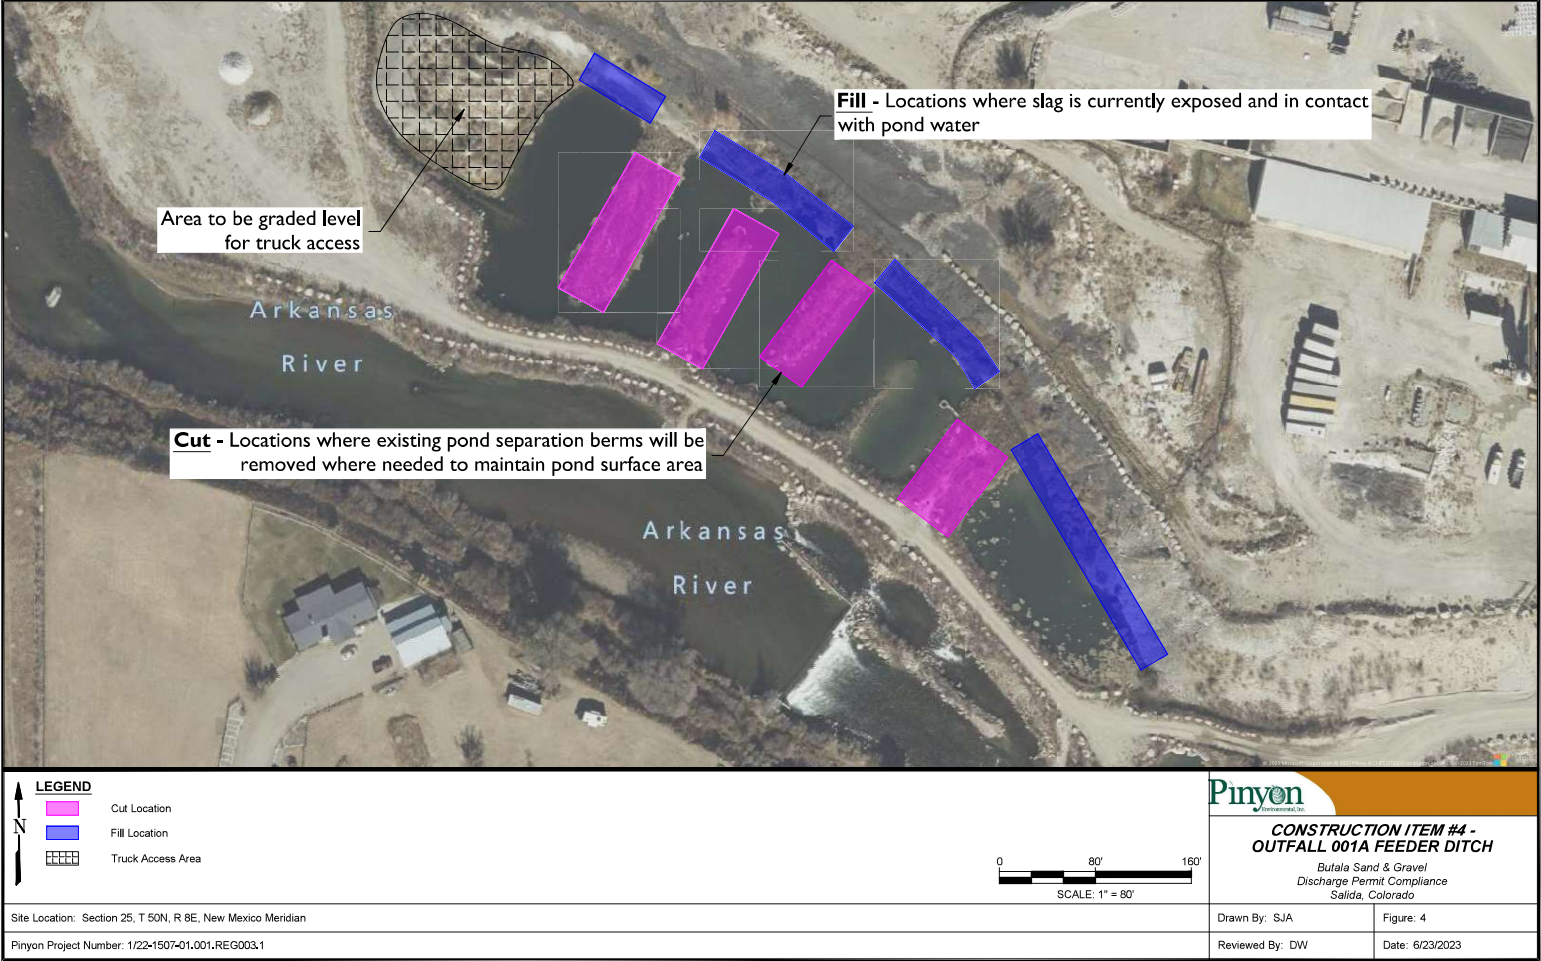 Fill - Locations where slag is currently exposed and in contact
with pond water
Area to be graded level
for truck access
Arkansas
River
Cut - Locations where existing pond separation berms will be
removed where needed to maintain pond surface area
Arkansas
River
LEGEND
N
Cut Location
Fill Location
Truck Access Area
0 80' 160'
SCALE: 1" = 80'
Pinyon
Environmental, Inc.
CONSTRUCTION ITEM #4 -
OUTFALL 001A FEEDER DITCH
Butala Sand & Gravel
Discharge Permit Compliance
Salida, Colorado
Site Location: Section 25, T 50N, R 8E, New Mexico Meridian
Drawn By: SJA
Figure: 4
Pinyon Project Number: 1/22-1507-01.001.REG003.1
Reviewed By: DW
Date: 6/23/2023